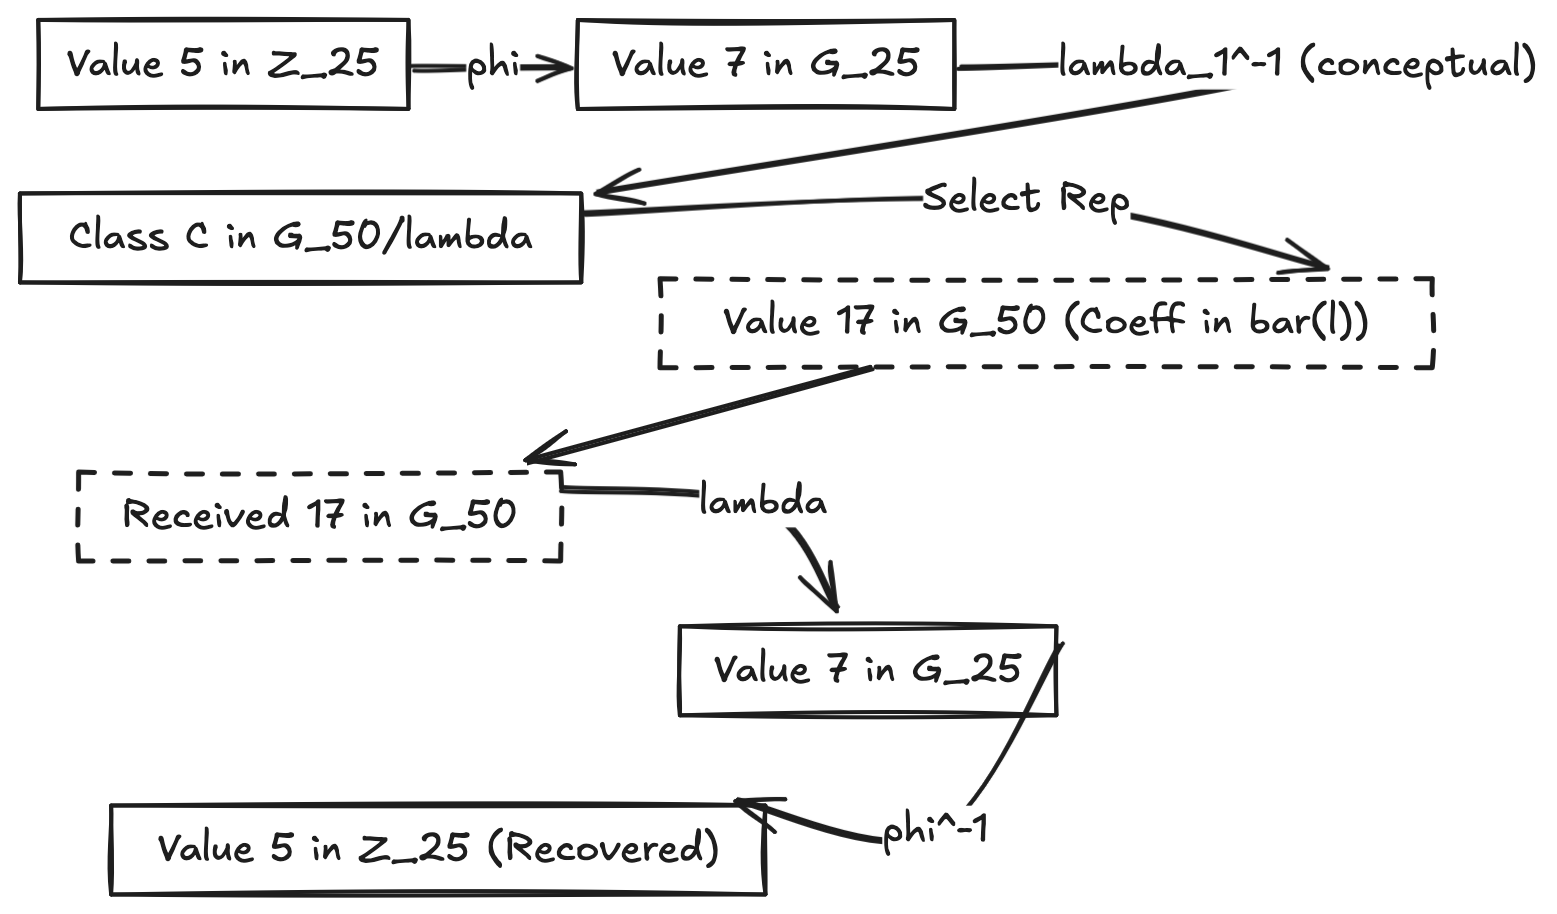 Value 5 in Z_25
phi
Value 7 in G_25
lambda_1^-1 (conceptual)
Class C in G_50/lambda
Select Rep
Value 17 in G_50 (Coeff in bar(l))
Received 17 in G_50
lambda
Value 7 in G_25
phi^-1
Value 5 in Z_25 (Recovered)